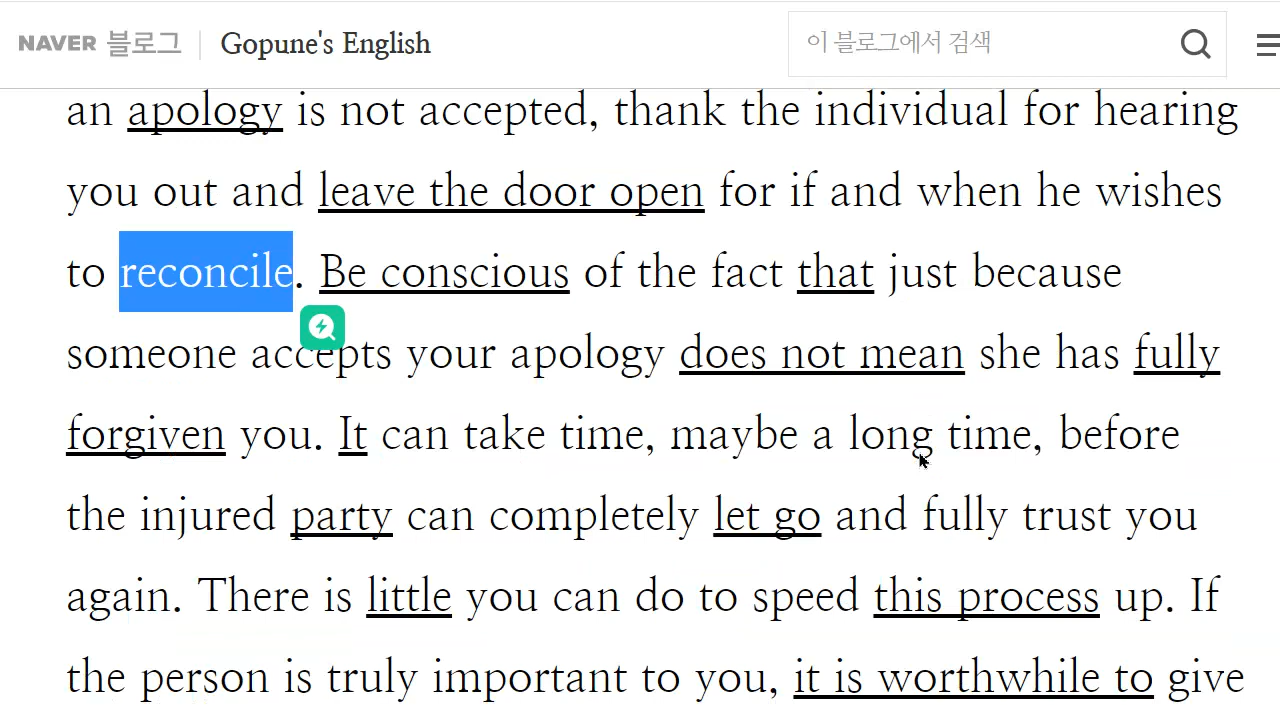 NAVER 블로그 Gopune's English 이 블로그에서 검색
an apology is not accepted, thank the individual for hearing
you out and leave the door open for if and when he wishes
to reconcile. Be conscious of the fact that just because
someone accepts your apology does not mean she has fully
forgiven you. It can take time, maybe a long time, before
the injured party can completely let go and fully trust you
again. There is little you can do to speed this process up. If
the person is truly important to you, it is worthwhile to give